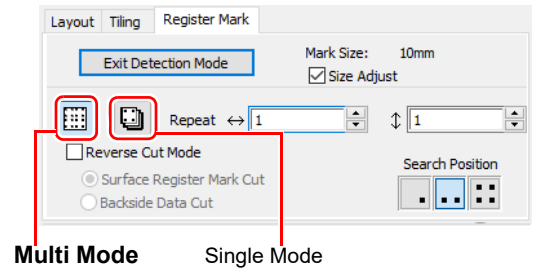 Layout Tiling Register Mark
Exit Detection Mode Mark Size: 10mm
Size Adjust
Repeat ↔ 1 ↕ 1
Reverse Cut Mode
Search Position
Surface Register Mark Cut
Backside Data Cut
Multi Mode Single Mode